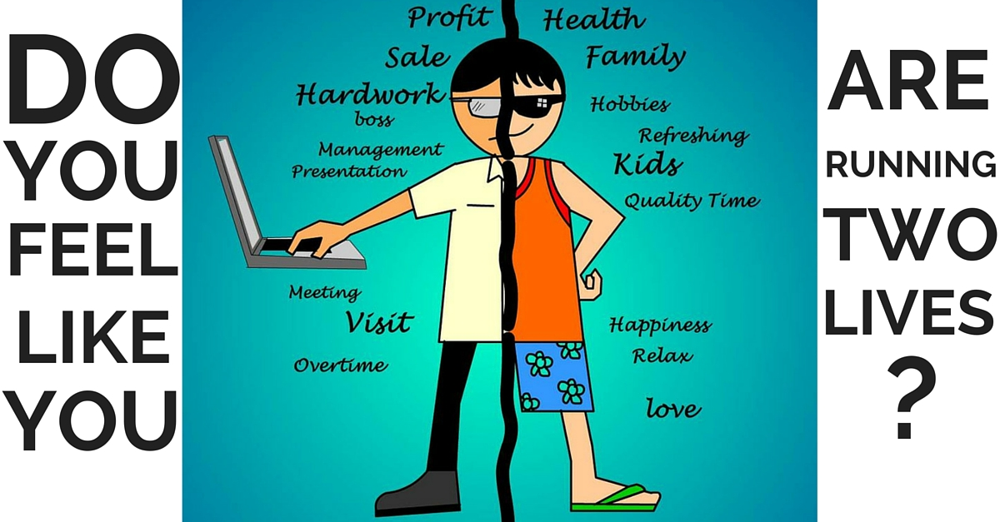 DO
YOU
FEEL
LIKE
YOU
Profit
Sale
Hardwork
boss
Management
Presentation
Meeting
Visit
Overtime
Health
Family
Hobbies
Refreshing
Kids
Quality Time
Happiness
Relax
love
ARE
RUNNING
TWO
LIVES
?